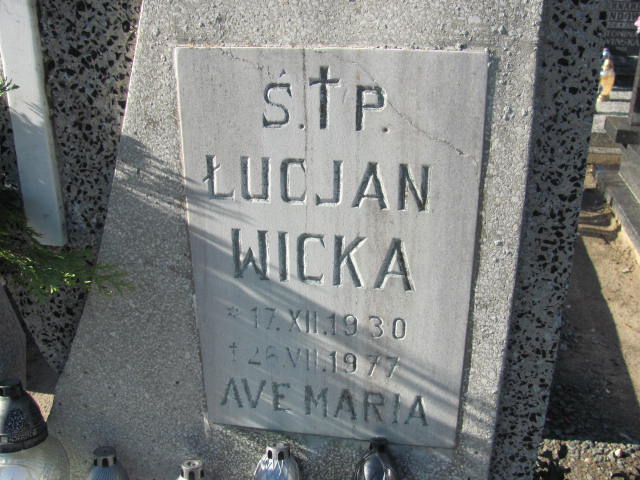 Ś.†P.
ŁUCJAN
WICKA
* 17.XII.1930
† 26.VII.1977
AVE MARIA